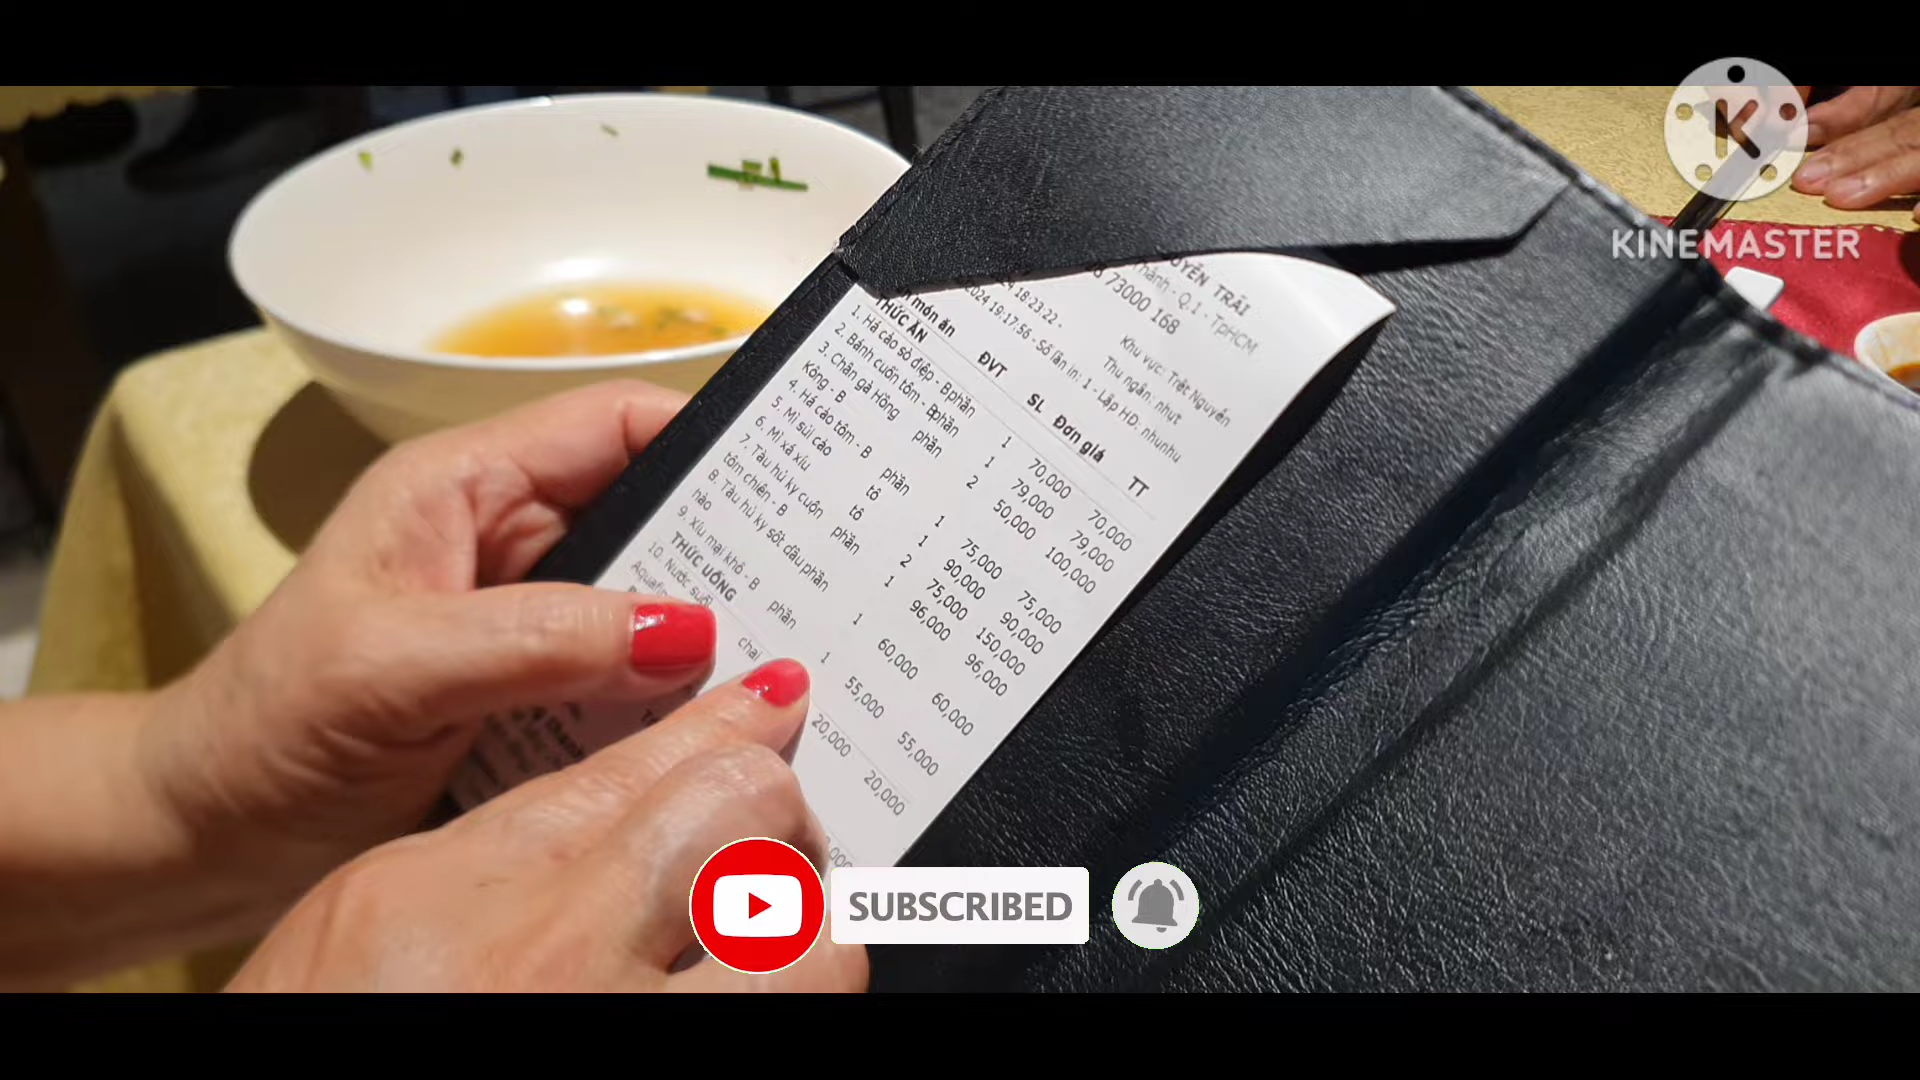 KINEMASTER
UYỄN TRÃI
Thành - Q.1 - TpHCM
73000 168
Khu vực: Trệt Nguyễn
Thu ngân: nhựt
18:23:22 -
2024 19:17:56 - Số lần in: 1 - Lập HĐ: nhunhu
món ăn ĐVT SL Đơn giá TT
THỨC ĂN
1. Há cảo sò điệp - B phần 1 70,000 70,000
2. Bánh cuốn tôm - B phần 1 79,000 79,000
3. Chân gà Hồng phần 2 50,000 100,000
Kông - B
4. Há cảo tôm - B phần 1 75,000 75,000
5. Mì sủi cảo tô 1 90,000 90,000
6. Mì xá xíu tô 2 75,000 150,000
7. Tàu hủ ky cuốn phần 1 96,000 96,000
tôm chiên - B
8. Tàu hủ ky sốt dầu phần 1 60,000 60,000
hào
9. Xíu mại khô - B phần 1 55,000 55,000
THỨC UỐNG
10. Nước suối chai 20,000 20,000
SUBSCRIBED